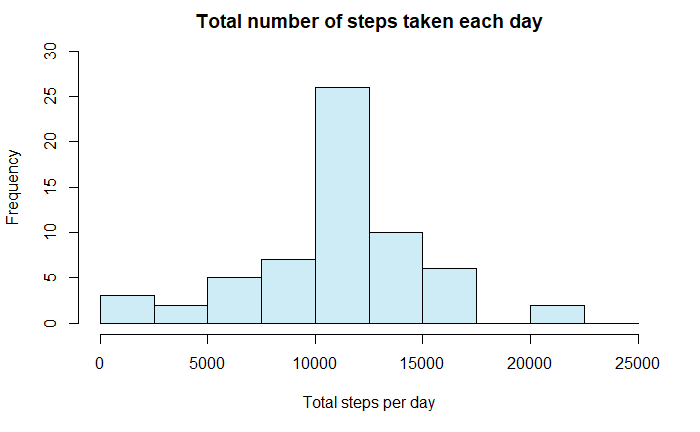 Total number of steps taken each day
Frequency
30
25
20
15
10
5
0
0 5000 10000 15000 20000 25000
Total steps per day